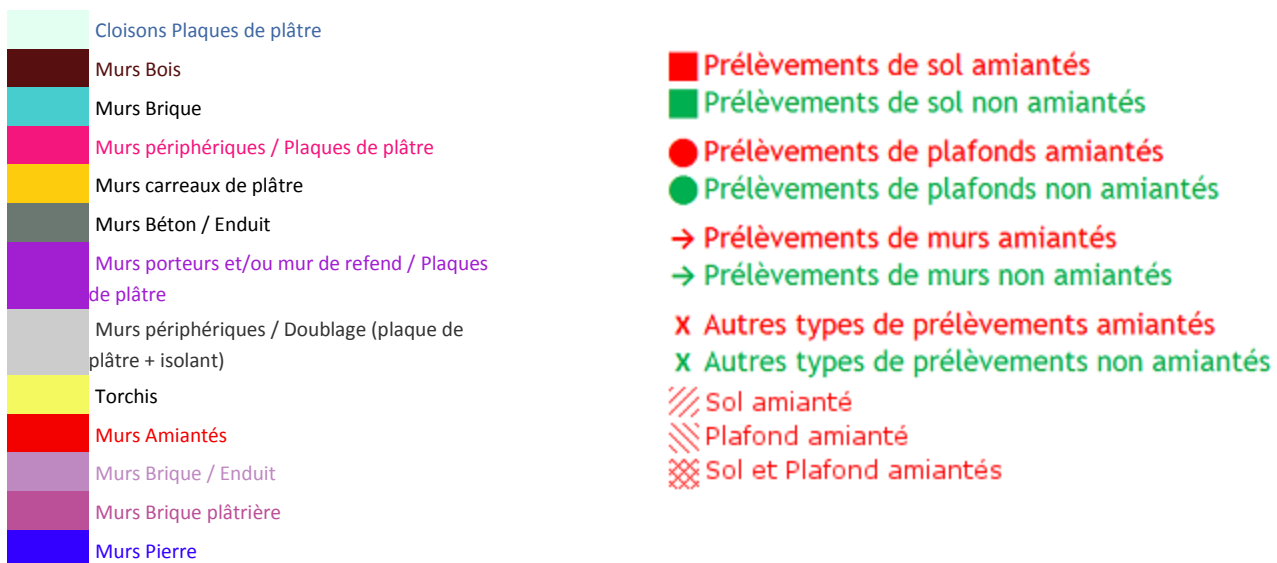 Cloisons Plaques de plâtre
Murs Bois
Murs Brique
Murs périphériques / Plaques de plâtre
Murs carreaux de plâtre
Murs Béton / Enduit
Murs porteurs et/ou mur de refend / Plaques
de plâtre
Murs périphériques / Doublage (plaque de
plâtre + isolant)
Torchis
Murs Amiantés
Murs Brique / Enduit
Murs Brique plâtrière
Murs Pierre
Prélèvements de sol amiantés
Prélèvements de sol non amiantés
Prélèvements de plafonds amiantés
Prélèvements de plafonds non amiantés
→ Prélèvements de murs amiantés
→ Prélèvements de murs non amiantés
x Autres types de prélèvements amiantés
x Autres types de prélèvements non amiantés
Sol amianté
Plafond amianté
Sol et Plafond amiantés